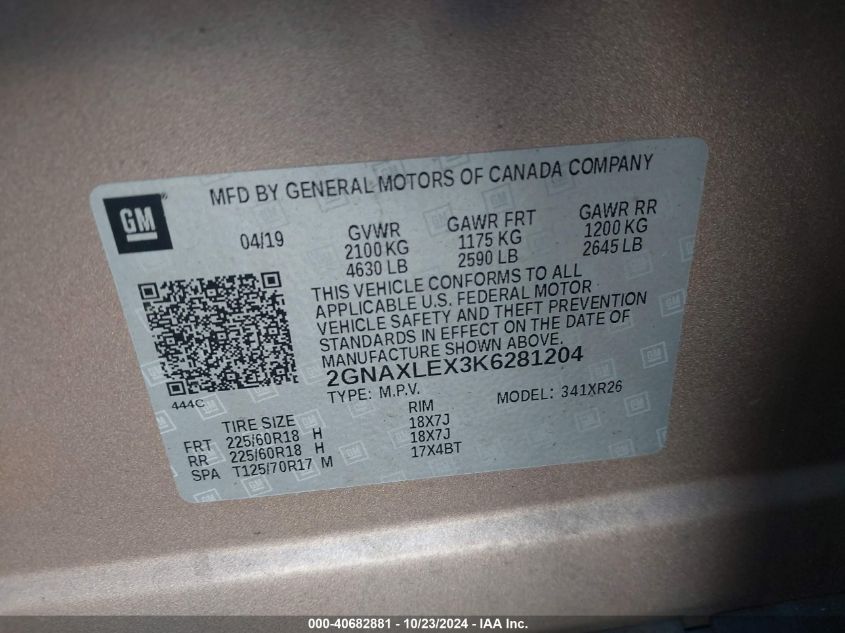 MFD BY GENERAL MOTORS OF CANADA COMPANY
GM
04/19 GVWR GAWR FRT GAWR RR
2100 KG 1175 KG 1200 KG
4630 LB 2590 LB 2645 LB
THIS VEHICLE CONFORMS TO ALL
APPLICABLE U.S. FEDERAL MOTOR
VEHICLE SAFETY AND THEFT PREVENTION
STANDARDS IN EFFECT ON THE DATE OF
MANUFACTURE SHOWN ABOVE.
2GNAXLEX3K6281204
TYPE: M.P.V. MODEL: 341XR26
444C
TIRE SIZE RIM
FRT 225/60R18 H 18X7J
RR 225/60R18 H 18X7J
SPA T125/70R17 M 17X4BT
000-40682881 - 10/23/2024 - IAA Inc.